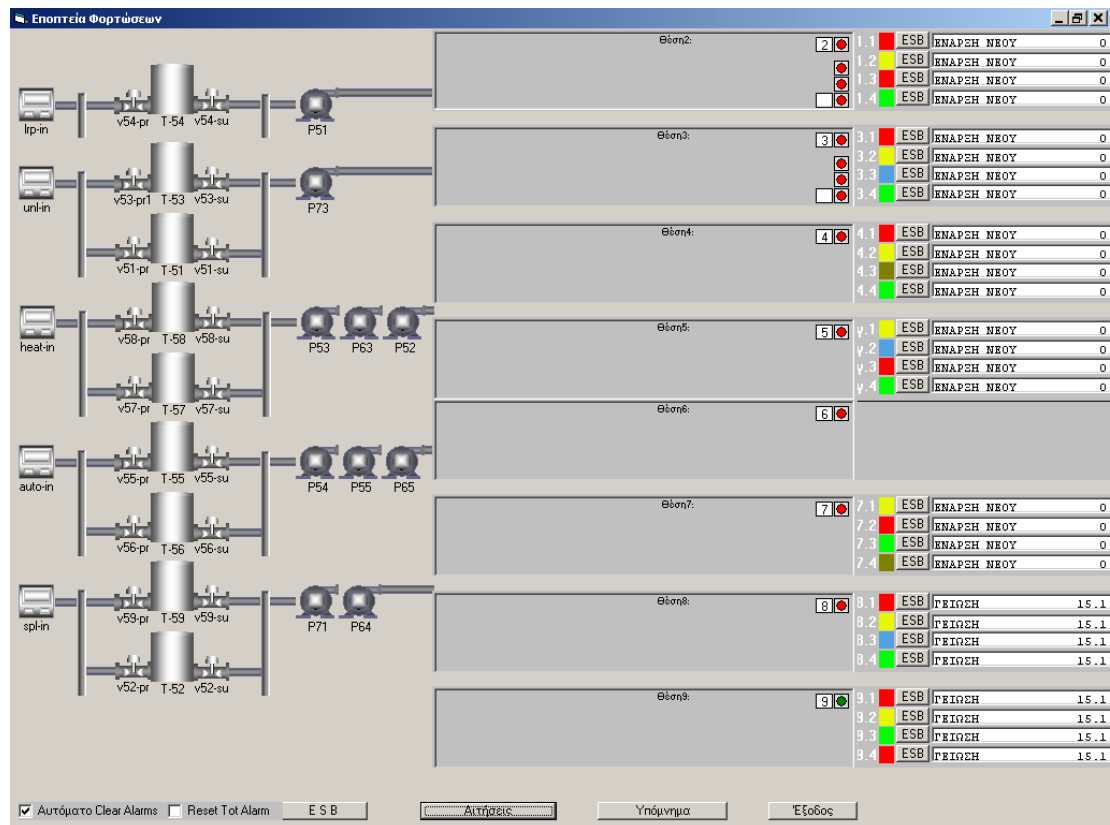 Εποπτεία Φορτώσεων
lrp-in v54-pr T-54 v54-su P51
unl-in v53-pr1 T-53 v53-su P73
v51-pr T-51 v51-su
heat-in v58-pr T-58 v58-su P53 P63 P52
v57-pr T-57 v57-su
auto-in v55-pr T-55 v55-su P54 P55 P65
v56-pr T-56 v56-su
spl-in v59-pr T-59 v59-su P71 P64
v52-pr T-52 v52-su
Θέση2: 2
1.1 ESB ΕΝΑΡΞΗ ΝΕΟΥ 0
1.2 ESB ΕΝΑΡΞΗ ΝΕΟΥ 0
1.3 ESB ΕΝΑΡΞΗ ΝΕΟΥ 0
1.4 ESB ΕΝΑΡΞΗ ΝΕΟΥ 0
Θέση3: 3
3.1 ESB ΕΝΑΡΞΗ ΝΕΟΥ 0
3.2 ESB ΕΝΑΡΞΗ ΝΕΟΥ 0
3.3 ESB ΕΝΑΡΞΗ ΝΕΟΥ 0
3.4 ESB ΕΝΑΡΞΗ ΝΕΟΥ 0
Θέση4: 4
4.1 ESB ΕΝΑΡΞΗ ΝΕΟΥ 0
4.2 ESB ΕΝΑΡΞΗ ΝΕΟΥ 0
4.3 ESB ΕΝΑΡΞΗ ΝΕΟΥ 0
4.4 ESB ΕΝΑΡΞΗ ΝΕΟΥ 0
Θέση5: 5
γ.1 ESB ΕΝΑΡΞΗ ΝΕΟΥ 0
γ.2 ESB ΕΝΑΡΞΗ ΝΕΟΥ 0
γ.3 ESB ΕΝΑΡΞΗ ΝΕΟΥ 0
γ.4 ESB ΕΝΑΡΞΗ ΝΕΟΥ 0
Θέση6: 6
Θέση7: 7
7.1 ESB ΕΝΑΡΞΗ ΝΕΟΥ 0
7.2 ESB ΕΝΑΡΞΗ ΝΕΟΥ 0
7.3 ESB ΕΝΑΡΞΗ ΝΕΟΥ 0
7.4 ESB ΕΝΑΡΞΗ ΝΕΟΥ 0
Θέση8: 8
8.1 ESB ΓΕΙΩΣΗ 15.1
8.2 ESB ΓΕΙΩΣΗ 15.1
8.3 ESB ΓΕΙΩΣΗ 15.1
8.4 ESB ΓΕΙΩΣΗ 15.1
Θέση9: 9
9.1 ESB ΓΕΙΩΣΗ 15.1
9.2 ESB ΓΕΙΩΣΗ 15.1
9.3 ESB ΓΕΙΩΣΗ 15.1
9.4 ESB ΓΕΙΩΣΗ 15.1
Αυτόματο Clear Alarms Reset Tot Alarm E S B Αιτήσεις Υπόμνημα Έξοδος